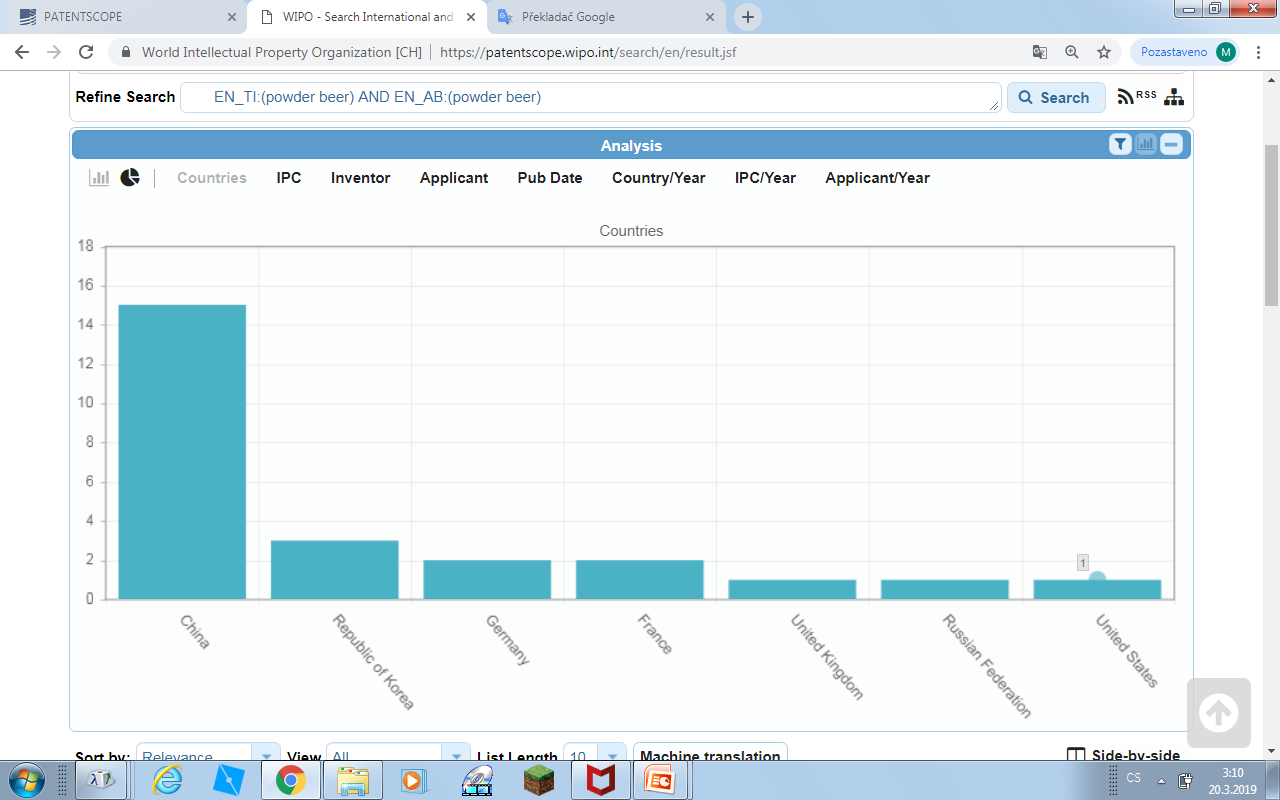 PATENTSCOPE
WIPO - Search International and
Překladač Google
World Intellectual Property Organization [CH]
https://patentscope.wipo.int/search/en/result.jsf
Pozastaveno
M
Refine Search
EN_TI:(powder beer) AND EN_AB:(powder beer)
Search
RSS
Analysis
Countries IPC Inventor Applicant Pub Date Country/Year IPC/Year Applicant/Year
Countries
18
16
14
12
10
8
6
4
2
0
1
China
Republic of Korea
Germany
France
United Kingdom
Russian Federation
United States
Sort by: Relevance View All List Length 10 Machine translation Side-by-side
CS
3:10
20.3.2019